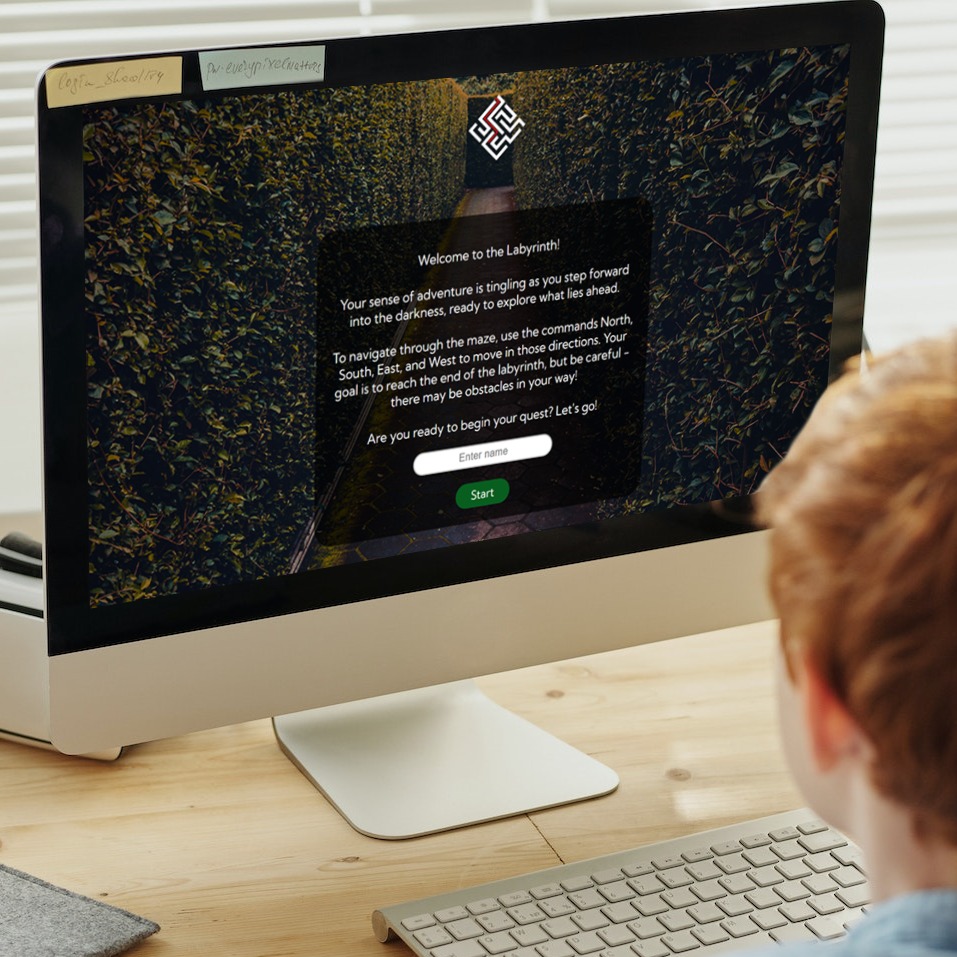 pw: everypixelmatters
Welcome to the Labyrinth!
Your sense of adventure is tingling as you step forward
into the darkness, ready to explore what lies ahead.
To navigate through the maze, use the commands North,
South, East, and West to move in those directions. Your
goal is to reach the end of the labyrinth, but be careful -
there may be obstacles in your way!
Are you ready to begin your quest? Let's go!
Enter name
Start